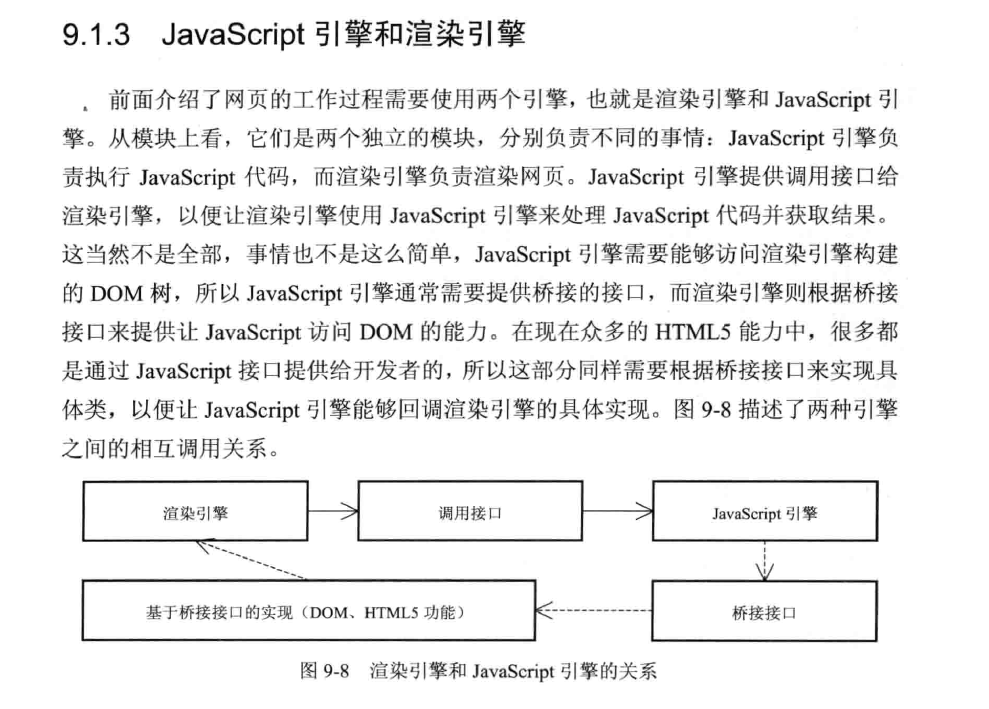 9.1.3 JavaScript 引擎和渲染引擎
前面介绍了网页的工作过程需要使用两个引擎，也就是渲染引擎和 JavaScript 引
擎。从模块上看，它们是两个独立的模块，分别负责不同的事情：JavaScript 引擎负
责执行 JavaScript 代码，而渲染引擎负责渲染网页。JavaScript 引擎提供调用接口给
渲染引擎，以便让渲染引擎使用 JavaScript 引擎来处理 JavaScript 代码并获取结果。
这当然不是全部，事情也不是这么简单，JavaScript 引擎需要能够访问渲染引擎构建
的 DOM 树，所以 JavaScript 引擎通常需要提供桥接的接口，而渲染引擎则根据桥接
接口来提供让 JavaScript 访问 DOM 的能力。在现在众多的 HTML5 能力中，很多都
是通过 JavaScript 接口提供给开发者的，所以这部分同样需要根据桥接接口来实现具
体类，以便让 JavaScript 引擎能够回调渲染引擎的具体实现。图 9-8 描述了两种引擎
之间的相互调用关系。
渲染引擎
调用接口
JavaScript 引擎
基于桥接接口的实现（DOM、HTML5 功能）
桥接接口
图 9-8 渲染引擎和 JavaScript 引擎的关系